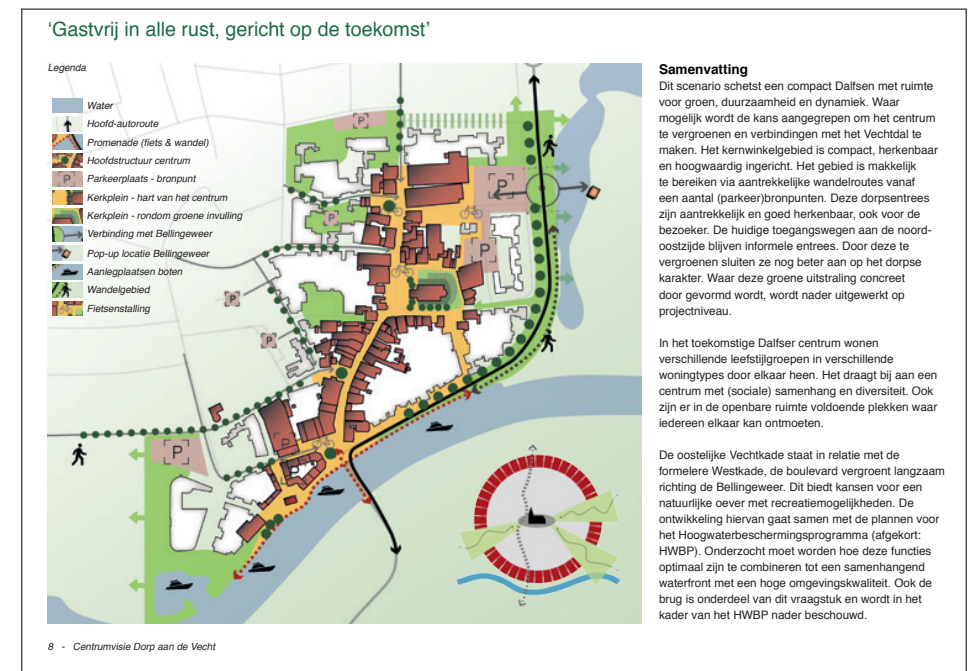 ‘Gastvrij in alle rust, gericht op de toekomst’
Legenda
Water
Hoofd-autoroute
Promenade (fiets & wandel)
Hoofdstructuur centrum
Parkeerplaats - bronpunt
Kerkplein - hart van het centrum
Kerkplein - rondom groene invulling
Verbinding met Bellingeweer
Pop-up locatie Bellingeweer
Aanlegplaatsen boten
Wandelgebied
Fietsenstalling
P
P
P
P
P
P
P
P
P
Samenvatting
Dit scenario schetst een compact Dalfsen met ruimte
voor groen, duurzaamheid en dynamiek. Waar
mogelijk wordt de kans aangegrepen om het centrum
te vergroenen en verbindingen met het Vechtdal te
maken. Het kernwinkelgebied is compact, herkenbaar
en hoogwaardig ingericht. Het gebied is makkelijk
te bereiken via aantrekkelijke wandelroutes vanaf
een aantal (parkeer)bronpunten. Deze dorpsentrees
zijn aantrekkelijk en goed herkenbaar, ook voor de
bezoeker. De huidige toegangswegen aan de noord-
oostzijde blijven informele entrees. Door deze te
vergroenen sluiten ze nog beter aan op het dorpse
karakter. Waar deze groene uitstraling concreet
door gevormd wordt, wordt nader uitgewerkt op
projectniveau.
In het toekomstige Dalfser centrum wonen
verschillende leefstijlgroepen in verschillende
woningtypes door elkaar heen. Het draagt bij aan een
centrum met (sociale) samenhang en diversiteit. Ook
zijn er in de openbare ruimte voldoende plekken waar
iedereen elkaar kan ontmoeten.
De oostelijke Vechtkade staat in relatie met de
formelere Westkade, de boulevard vergroent langzaam
richting de Bellingeweer. Dit biedt kansen voor een
natuurlijke oever met recreatiemogelijkheden. De
ontwikkeling hiervan gaat samen met de plannen voor
het Hoogwaterbeschermingsprogramma (afgekort:
HWBP). Onderzocht moet worden hoe deze functies
optimaal zijn te combineren tot een samenhangend
waterfront met een hoge omgevingskwaliteit. Ook de
brug is onderdeel van dit vraagstuk en wordt in het
kader van het HWBP nader beschouwd.
8 - Centrumvisie Dorp aan de Vecht